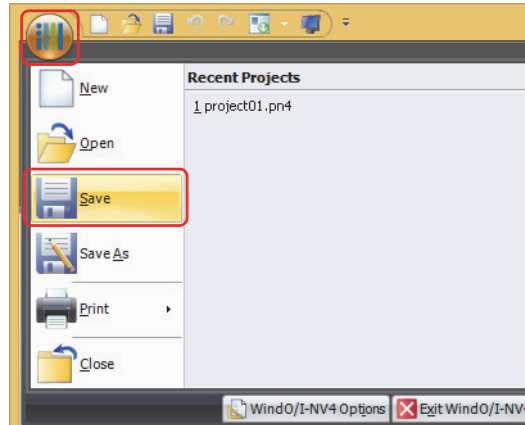 New
Open
Save
Save As
Print
Close
Recent Projects
1 project01.pn4
WindO/I-NV4 Options
Exit WindO/I-NV4